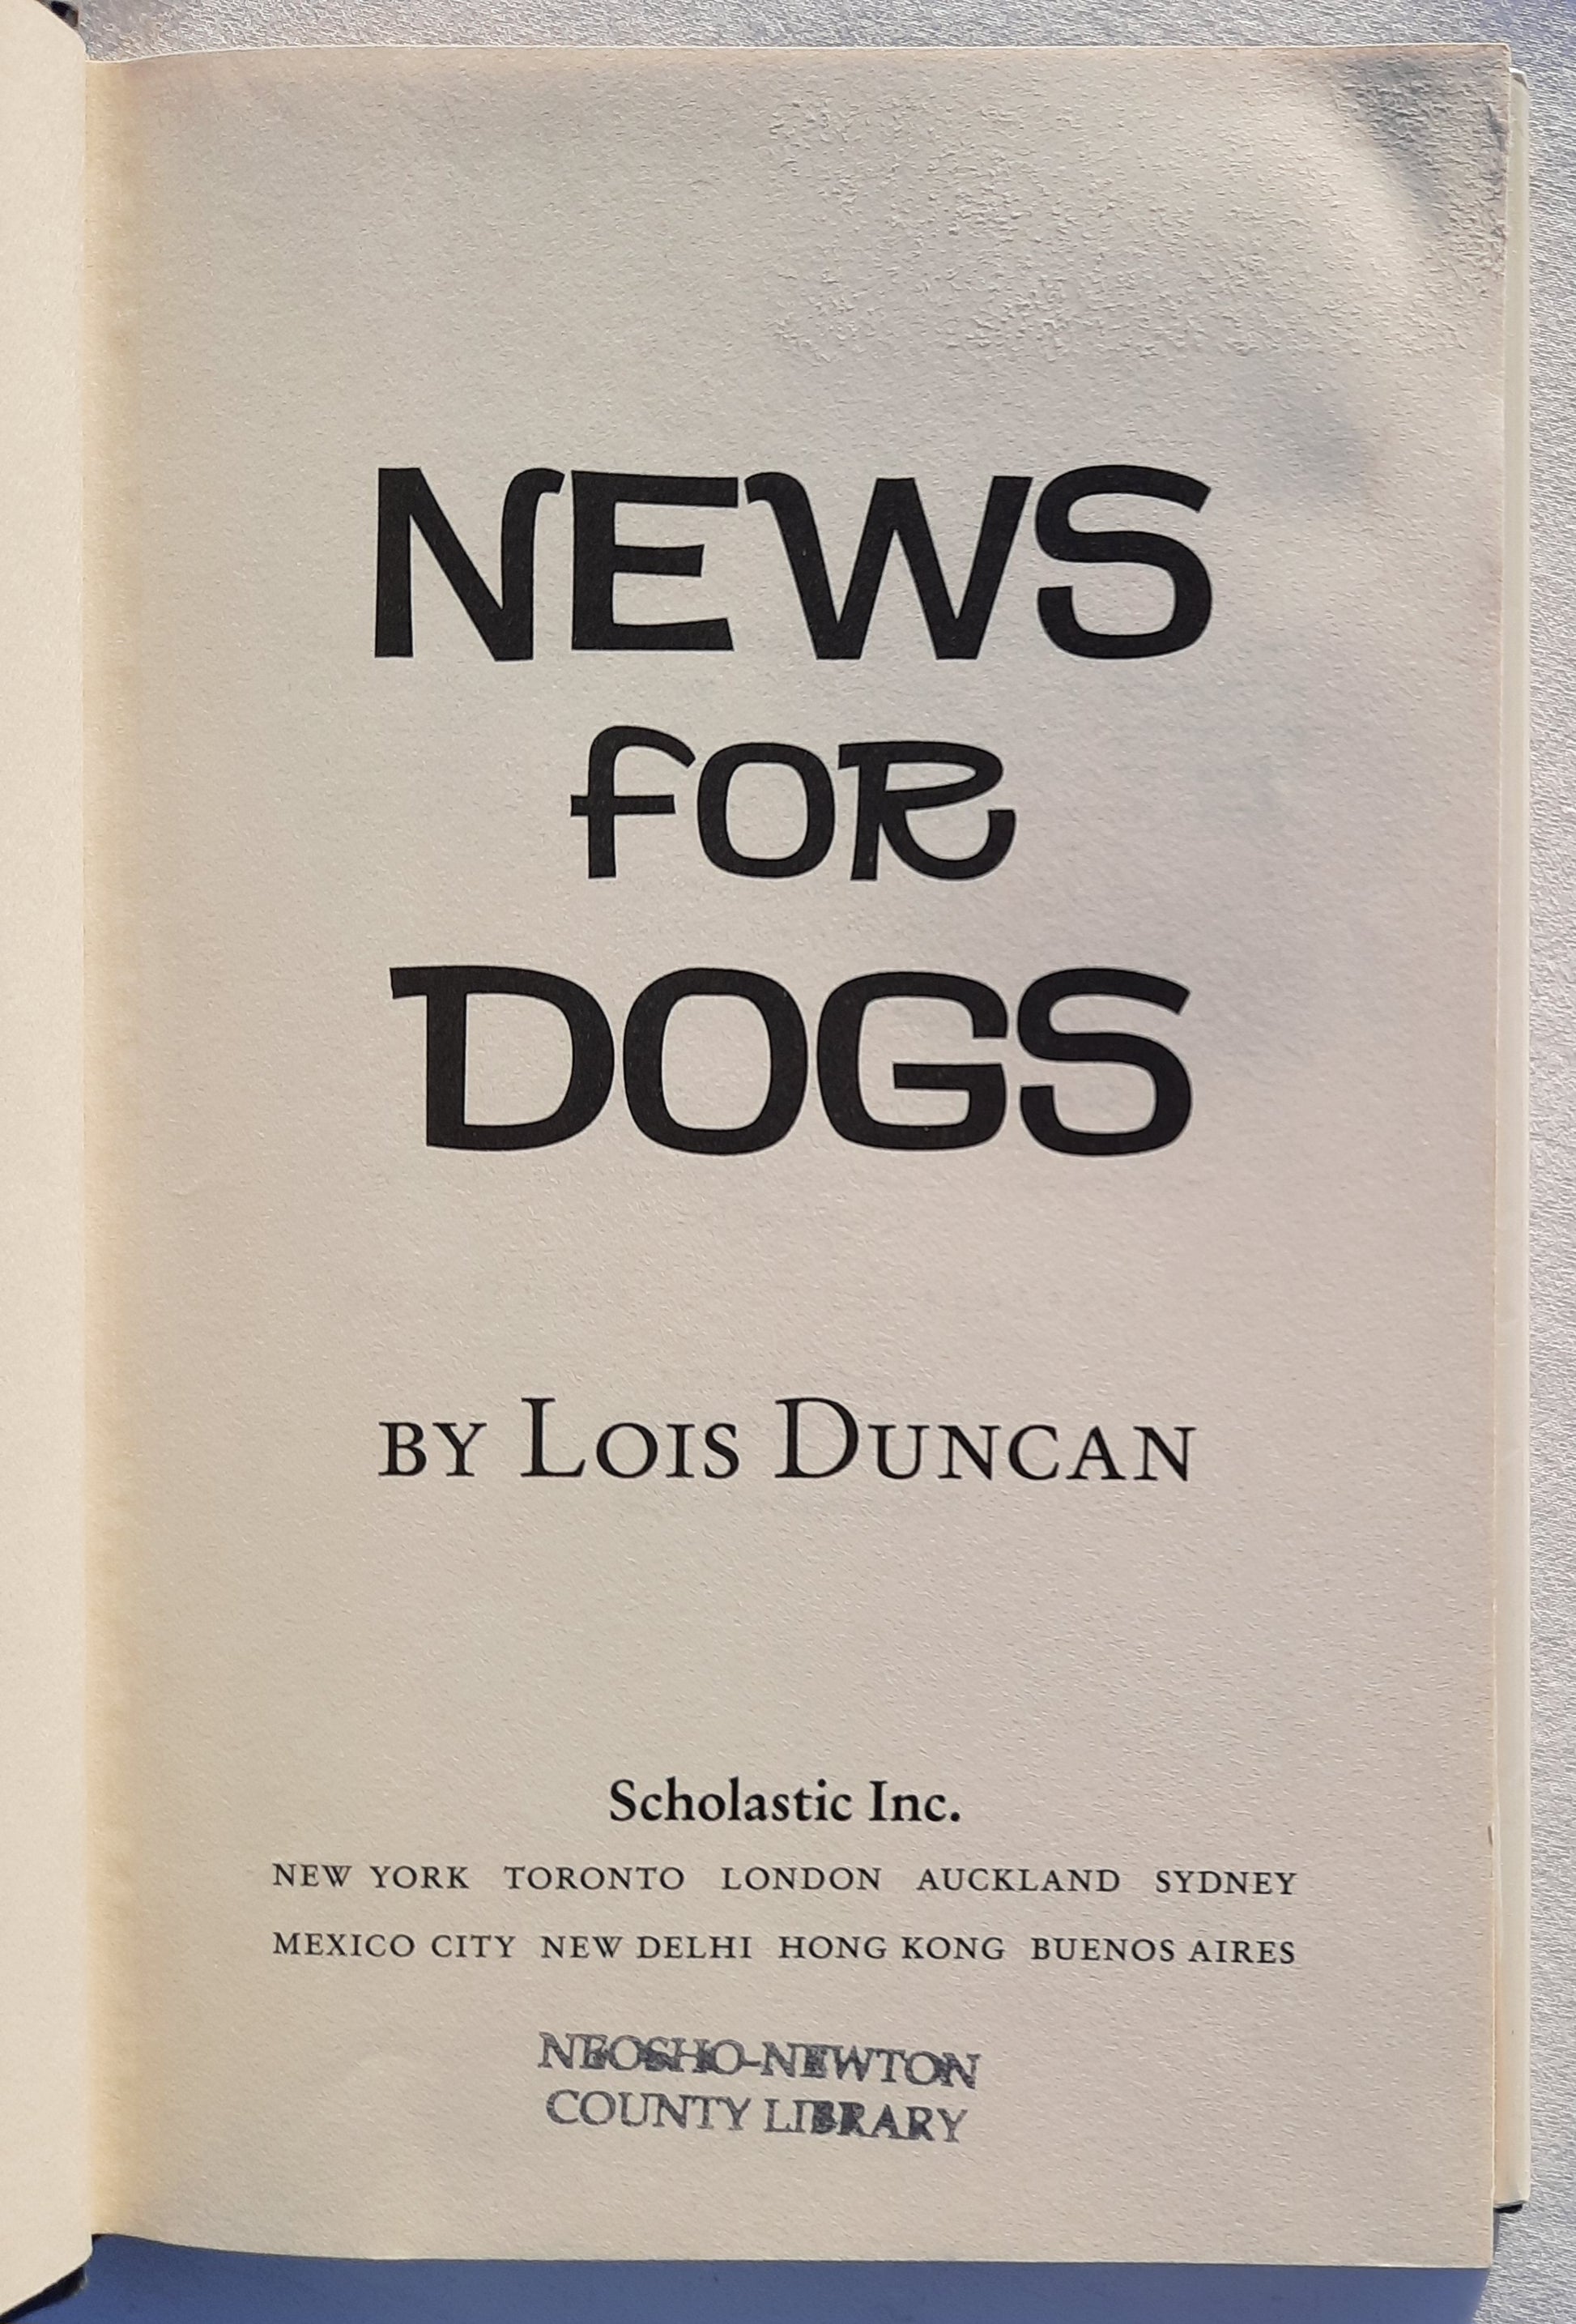 NEWS
FOR
DOGS
BY LOIS DUNCAN
Scholastic Inc.
NEW YORK TORONTO LONDON AUCKLAND SYDNEY
MEXICO CITY NEW DELHI HONG KONG BUENOS AIRES
NEOSHO-NEWTON
COUNTY LIBRARY